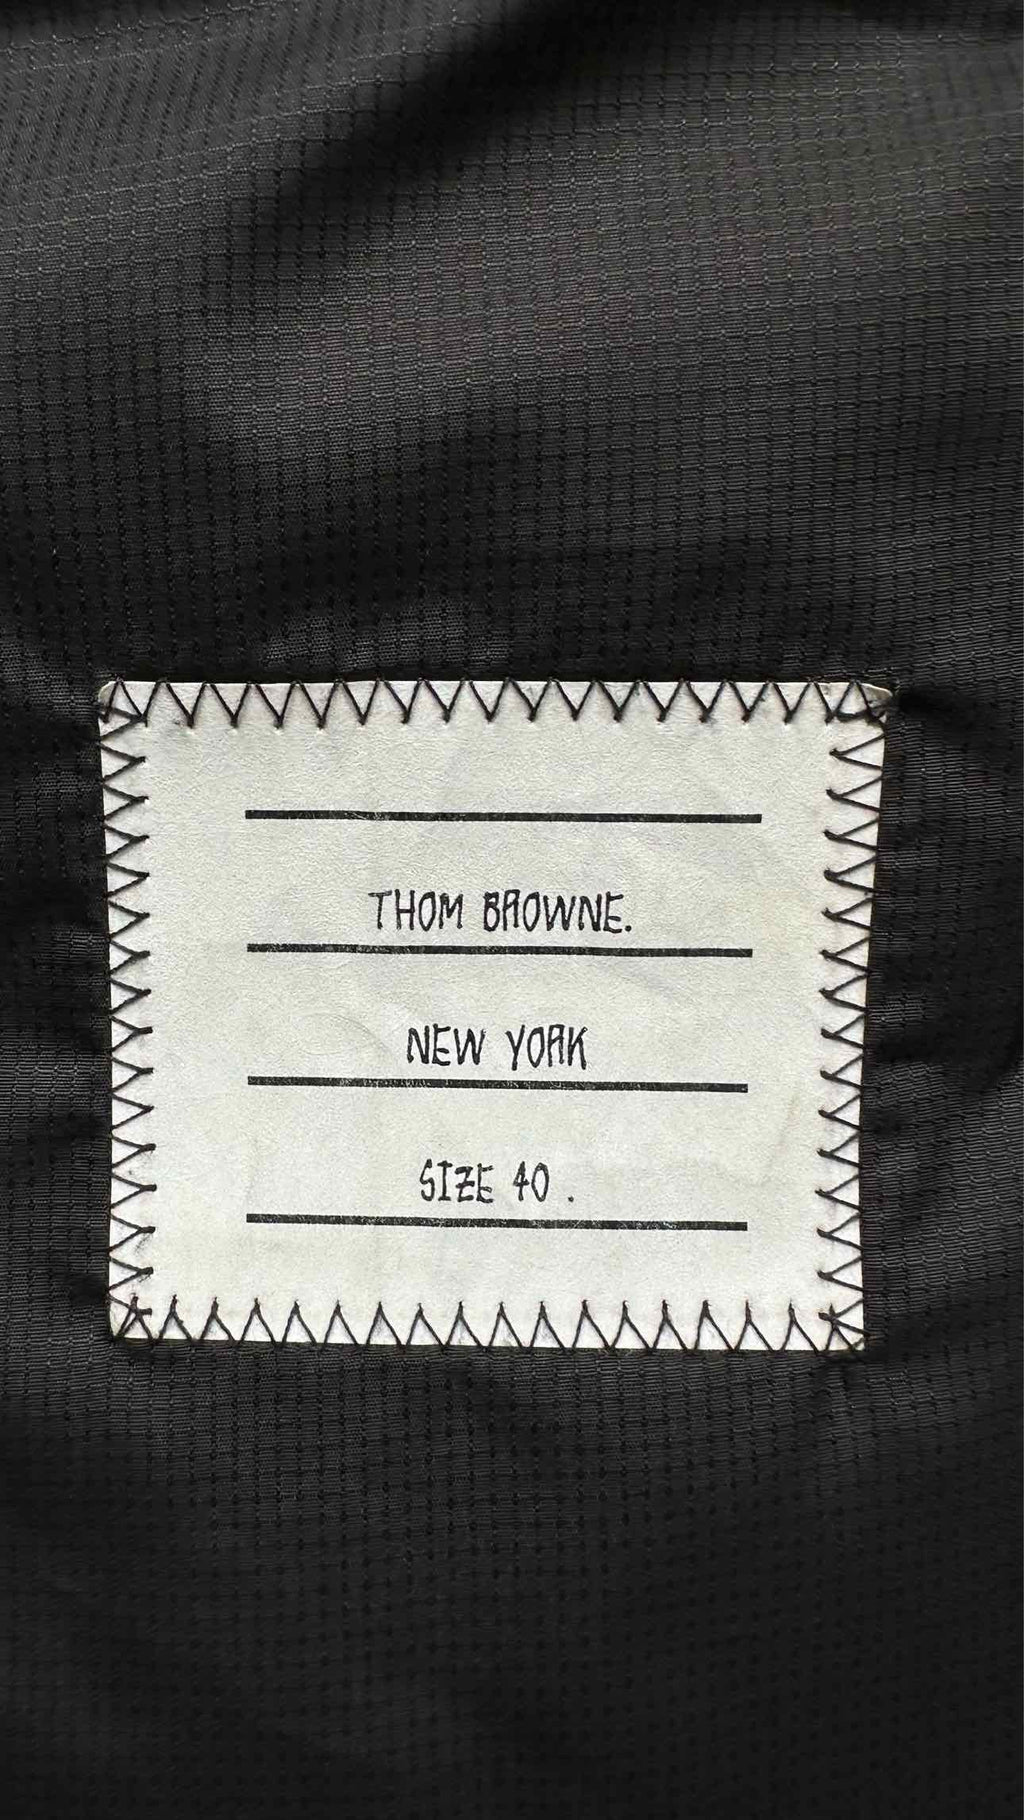 THOM BROWNE.
NEW YORK
SIZE 40 .